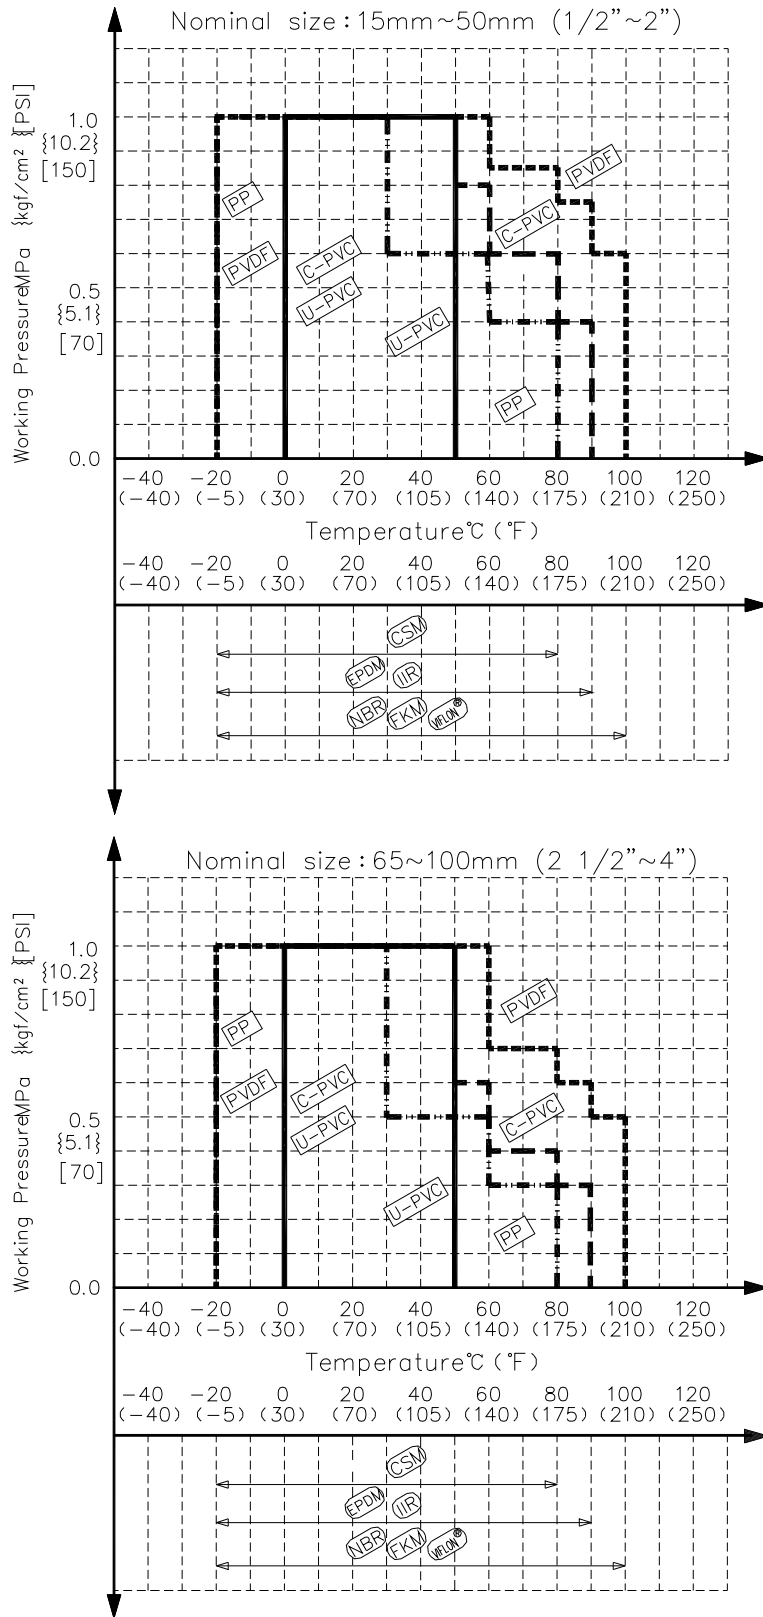 Nominal size:15mm~50mm (1/2”~2”)
Working PressureMPa {kgf/cm² }[PSI]
1.0
{10.2}
[150]
0.5
{5.1}
[70]
0.0
PP
PVDF
C-PVC
U-PVC
U-PVC
C-PVC
PVDF
PP
-40 -20 0 20 40 60 80 100 120
(-40) (-5) (30) (70) (105) (140) (175) (210) (250)
Temperature℃ (°F)
-40 -20 0 20 40 60 80 100 120
(-40) (-5) (30) (70) (105) (140) (175) (210) (250)
CSM
EPDM IIR
NBR FKM VIFLON®
Nominal size:65~100mm (2 1/2”~4”)
Working PressureMPa {kgf/cm² }[PSI]
1.0
{10.2}
[150]
0.5
{5.1}
[70]
0.0
PP
PVDF
C-PVC
U-PVC
U-PVC
C-PVC
PVDF
PP
-40 -20 0 20 40 60 80 100 120
(-40) (-5) (30) (70) (105) (140) (175) (210) (250)
Temperature℃ (°F)
-40 -20 0 20 40 60 80 100 120
(-40) (-5) (30) (70) (105) (140) (175) (210) (250)
CSM
EPDM IIR
NBR FKM VIFLON®